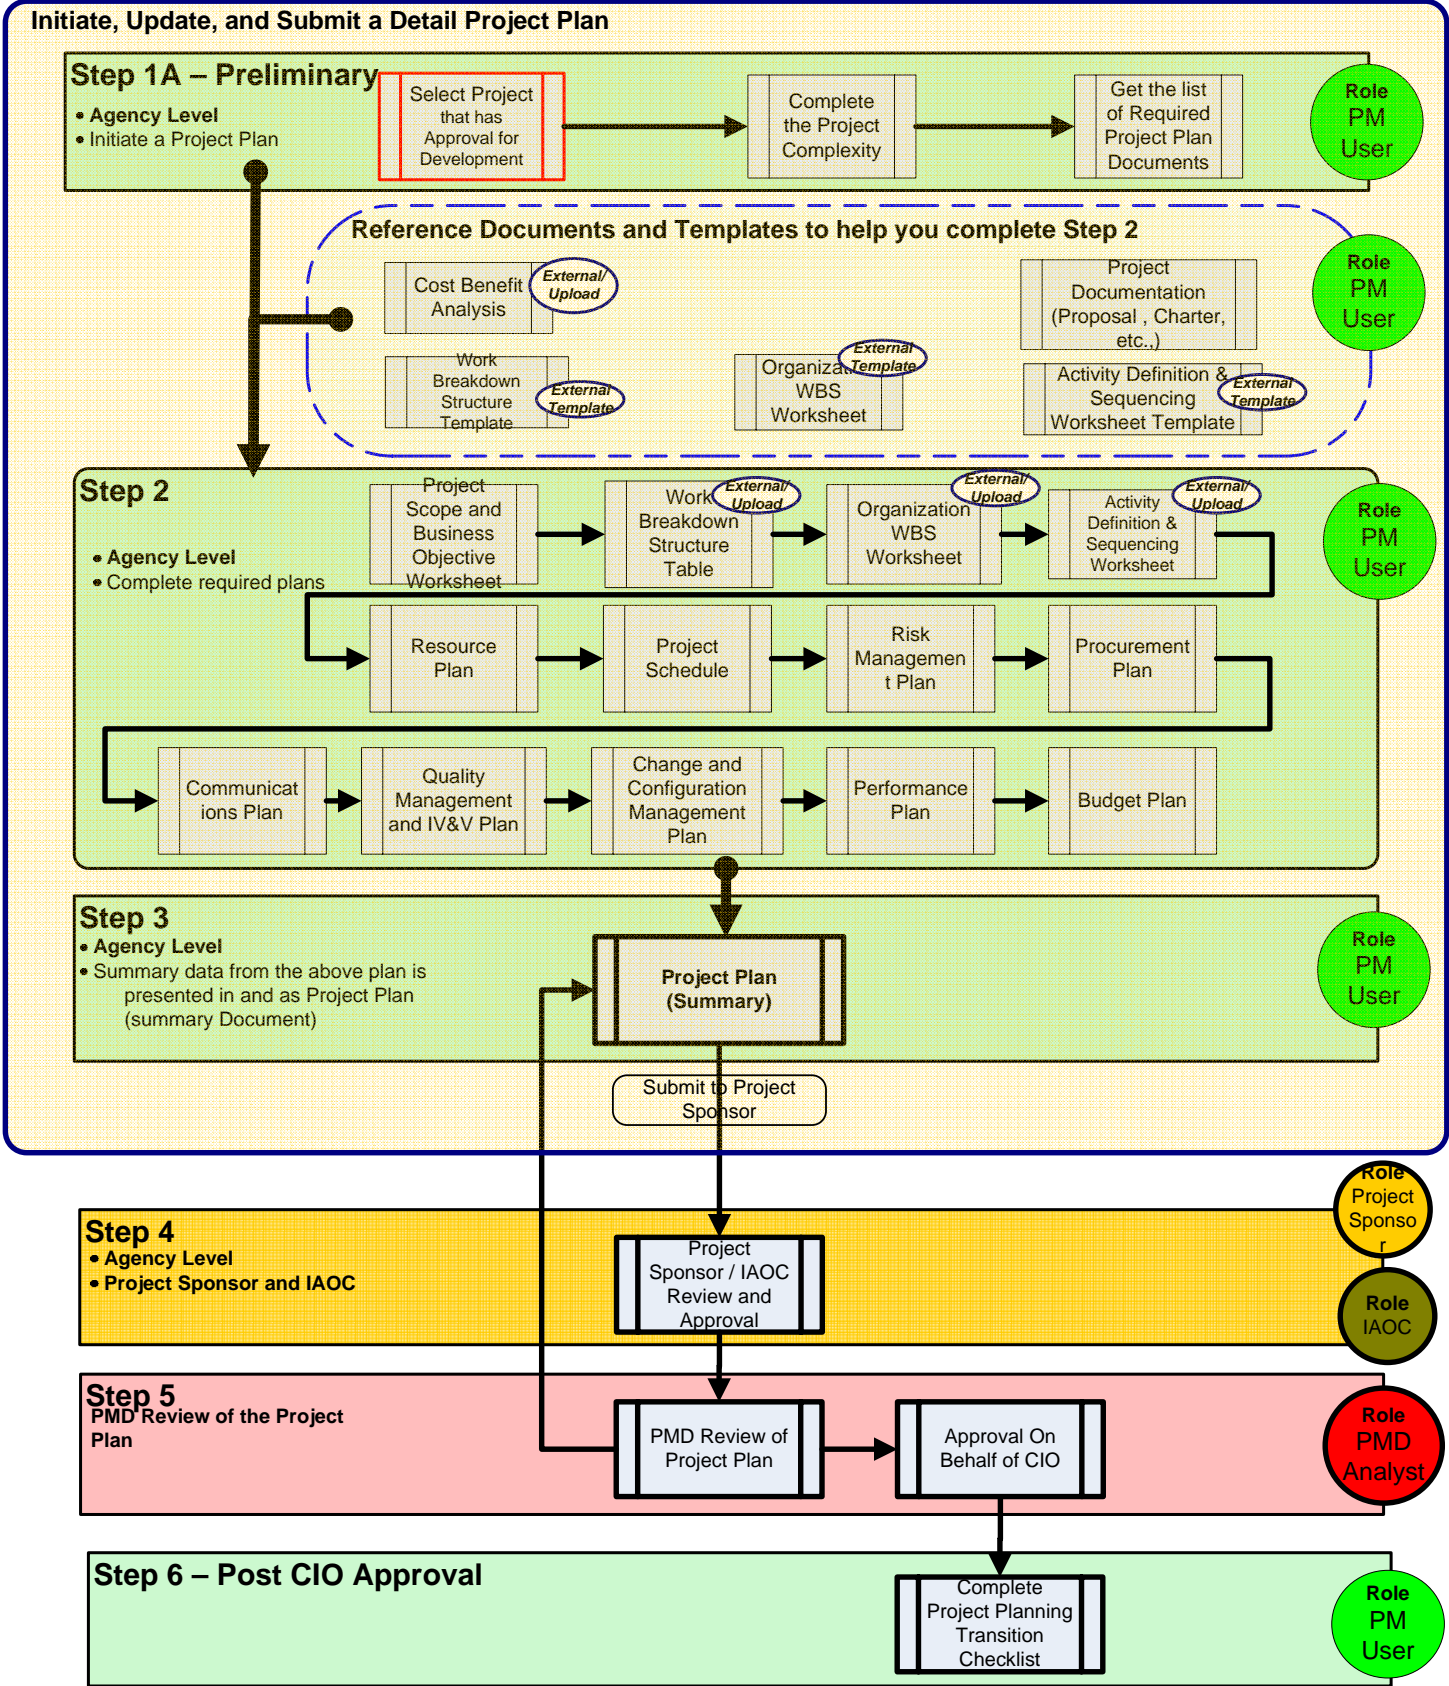 Initiate, Update, and Submit a Detail Project Plan
Step 1A – Preliminary
• Agency Level
• Initiate a Project Plan
Select Project
that has
Approval for
Development
Complete
the Project
Complexity
Get the list
of Required
Project Plan
Documents
Role
PM
User
Reference Documents and Templates to help you complete Step 2
Cost Benefit
Analysis
External/
Upload
Project
Documentation
(Proposal , Charter,
etc.,)
Role
PM
User
Work
Breakdown
Structure
Template
External
Template
Organizat
WBS
Worksheet
External
Template
Activity Definition &
Sequencing
Worksheet Template
External
Template
Step 2
• Agency Level
• Complete required plans
Project
Scope and
Business
Objective
Worksheet
Work
Breakdown
Structure
Table
External/
Upload
Organization
WBS
Worksheet
External/
Upload
Activity
Definition &
Sequencing
Worksheet
External/
Upload
Role
PM
User
Resource
Plan
Project
Schedule
Risk
Managemen
t Plan
Procurement
Plan
Communicat
ions Plan
Quality
Management
and IV&V Plan
Change and
Configuration
Management
Plan
Performance
Plan
Budget Plan
Step 3
• Agency Level
• Summary data from the above plan is
presented in and as Project Plan
(summary Document)
Project Plan
(Summary)
Role
PM
User
Submit to Project
Sponsor
Step 4
• Agency Level
• Project Sponsor and IAOC
Project
Sponsor / IAOC
Review and
Approval
Role
Project
Sponso
r
Role
IAOC
Step 5
PMD Review of the Project
Plan
PMD Review of
Project Plan
Approval On
Behalf of CIO
Role
PMD
Analyst
Step 6 – Post CIO Approval
Complete
Project Planning
Transition
Checklist
Role
PM
User